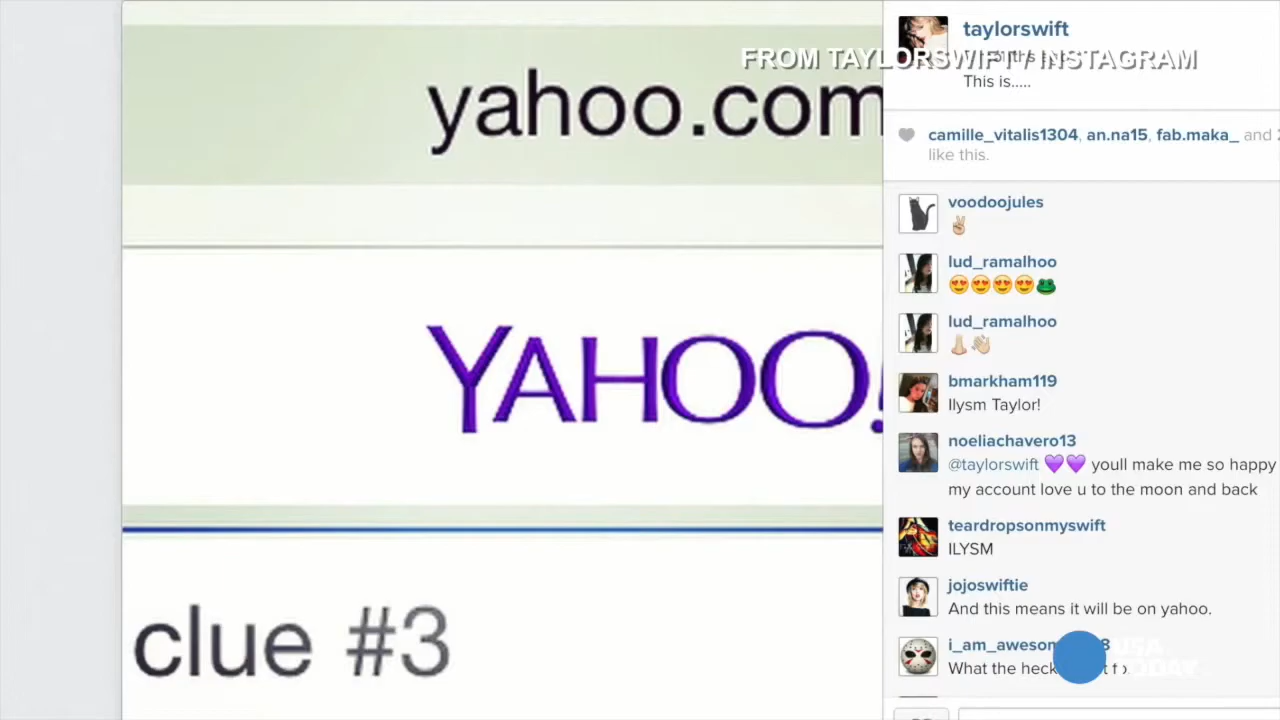 yahoo.com
YAHOO!
clue #3
taylorswift
FROM TAYLORSWIFT / INSTAGRAM
This is.....
camille_vitalis1304, an.na15, fab.maka_ and
like this.
voodoojules
✌🏼
lud_ramalhoo
😍😍😍😍🐸
lud_ramalhoo
👃🏼👋🏼
bmarkham119
Ilysm Taylor!
noeliachavero13
@taylorswift 💜💜 youll make me so happy
my account love u to the moon and back
teardropsonmyswift
ILYSM
jojoswiftie
And this means it will be on yahoo.
What the heck
USA
TODAY